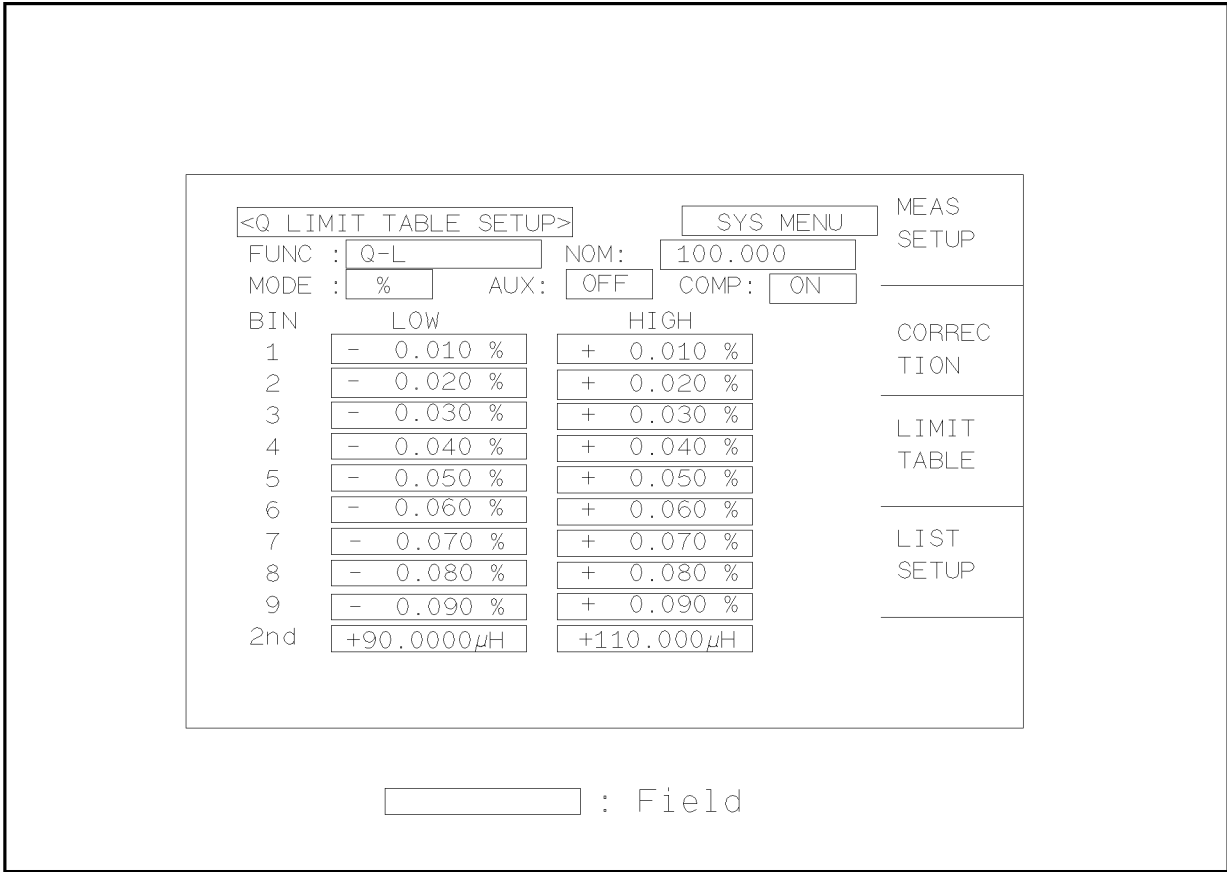 <Q LIMIT TABLE SETUP> SYS MENU
FUNC : Q-L NOM: 100.000
MODE : % AUX: OFF COMP: ON
BIN LOW HIGH
1 - 0.010 % + 0.010 %
2 - 0.020 % + 0.020 %
3 - 0.030 % + 0.030 %
4 - 0.040 % + 0.040 %
5 - 0.050 % + 0.050 %
6 - 0.060 % + 0.060 %
7 - 0.070 % + 0.070 %
8 - 0.080 % + 0.080 %
9 - 0.090 % + 0.090 %
2nd +90.0000μH +110.000μH
MEAS
SETUP
CORREC
TION
LIMIT
TABLE
LIST
SETUP
: Field